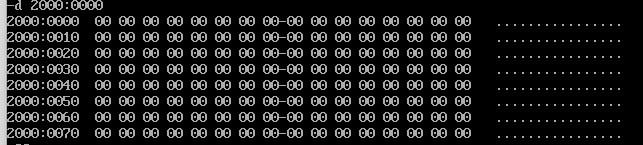 -d 2000:0000
2000:0000  00 00 00 00 00 00 00 00-00 00 00 00 00 00 00 00   ................
2000:0010  00 00 00 00 00 00 00 00-00 00 00 00 00 00 00 00   ................
2000:0020  00 00 00 00 00 00 00 00-00 00 00 00 00 00 00 00   ................
2000:0030  00 00 00 00 00 00 00 00-00 00 00 00 00 00 00 00   ................
2000:0040  00 00 00 00 00 00 00 00-00 00 00 00 00 00 00 00   ................
2000:0050  00 00 00 00 00 00 00 00-00 00 00 00 00 00 00 00   ................
2000:0060  00 00 00 00 00 00 00 00-00 00 00 00 00 00 00 00   ................
2000:0070  00 00 00 00 00 00 00 00-00 00 00 00 00 00 00 00   ................